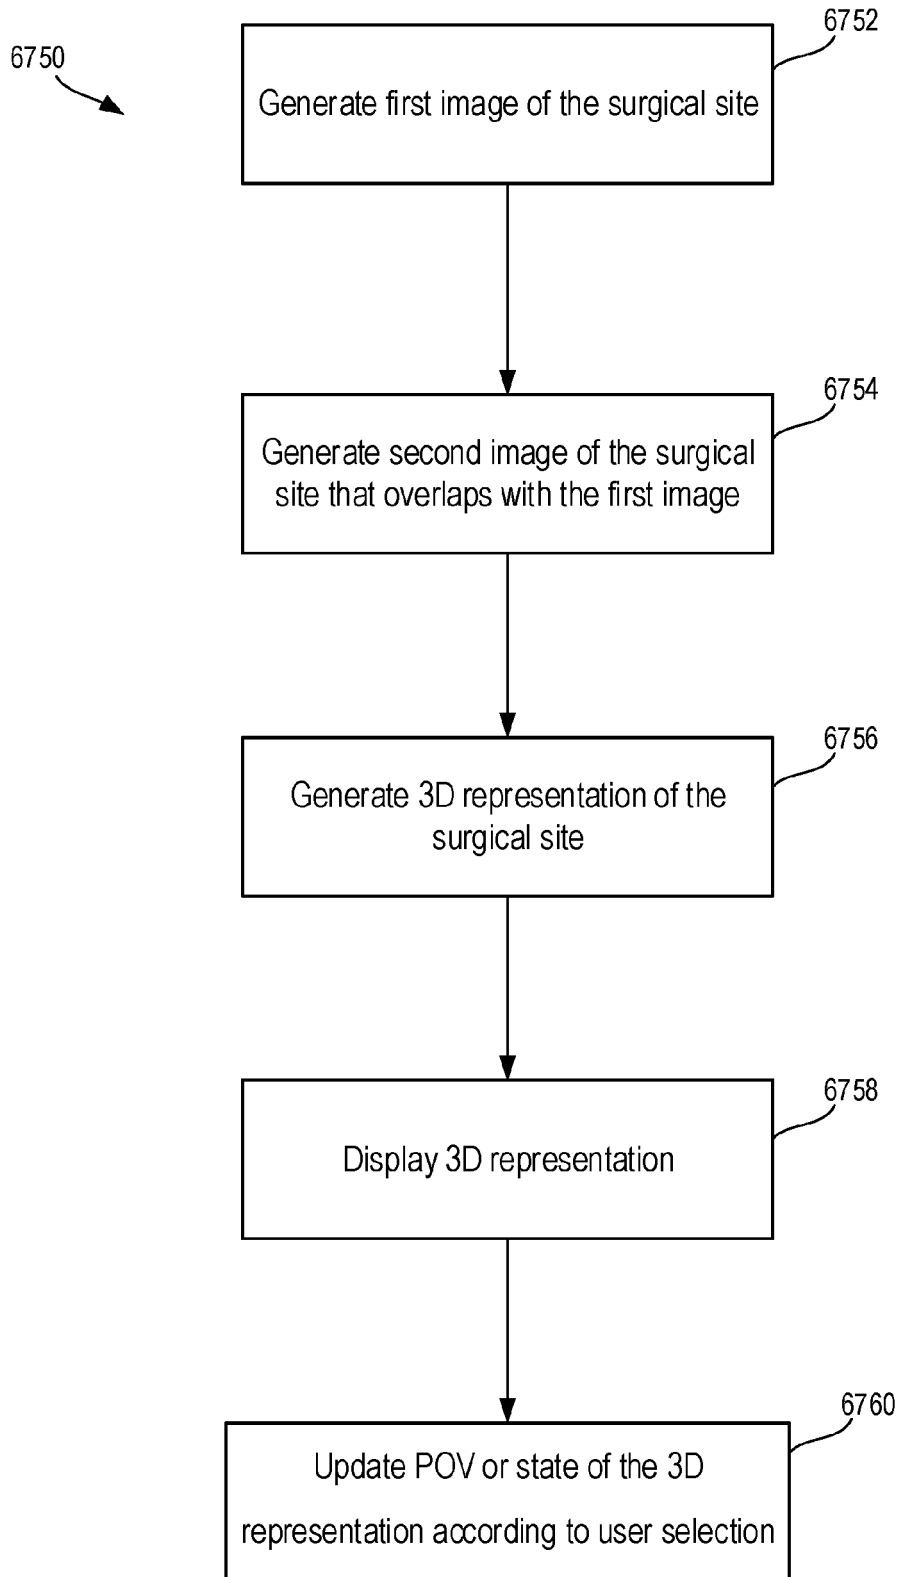 6752
6750
Generate first image of the surgical site
6754
Generate second image of the surgical
site that overlaps with the first image
6756
Generate 3D representation of the
surgical site
6758
Display 3D representation
6760
Update POV or state of the 3D
representation according to user selection